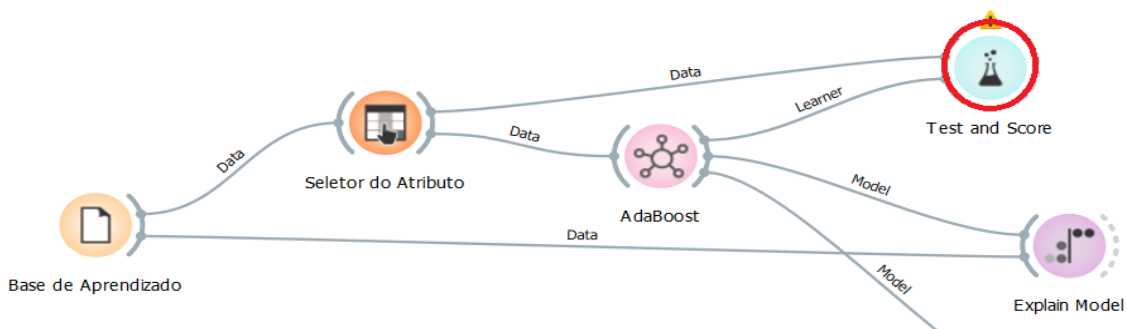 Data
Learner
Test and Score
Data
Data
Seletor do Atributo
AdaBoost
Model
Data
Model
Base de Aprendizado
Explain Model